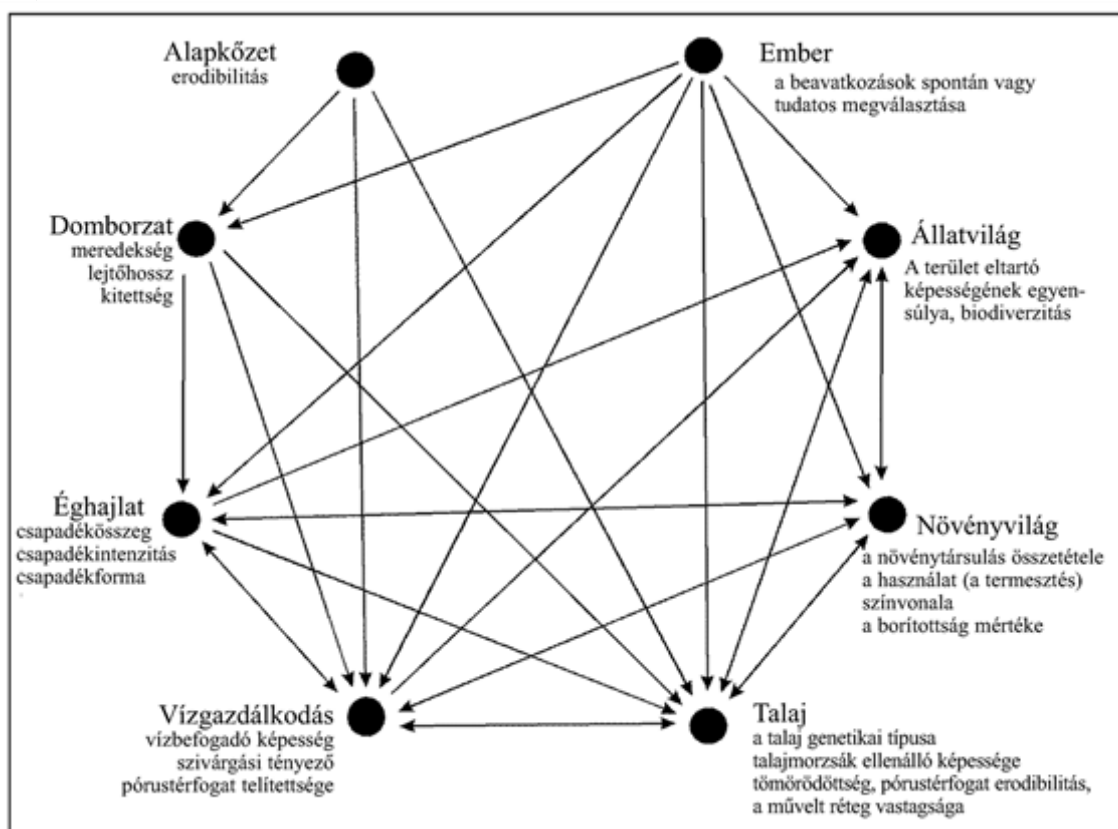 Alapkőzet
erodibilitás
Ember
a beavatkozások spontán vagy
tudatos megválasztása
Domborzat
meredekség
lejtőhossz
kitettség
Állatvilág
A terület eltartó
képességének egyen-
súlya, biodiverzitás
Éghajlat
csapadékösszeg
csapadékintenzitás
csapadékforma
Növényvilág
a növénytársulás összetétele
a használat (a termesztés)
színvonala
a borítottság mértéke
Vízgazdálkodás
vízbefogadó képesség
szivárgási tényező
pórustérfogat telítettsége
Talaj
a talaj genetikai típusa
talajmorzsák ellenálló képessége
tömörödöttség, pórustérfogat erodibilitás,
a művelt réteg vastagsága